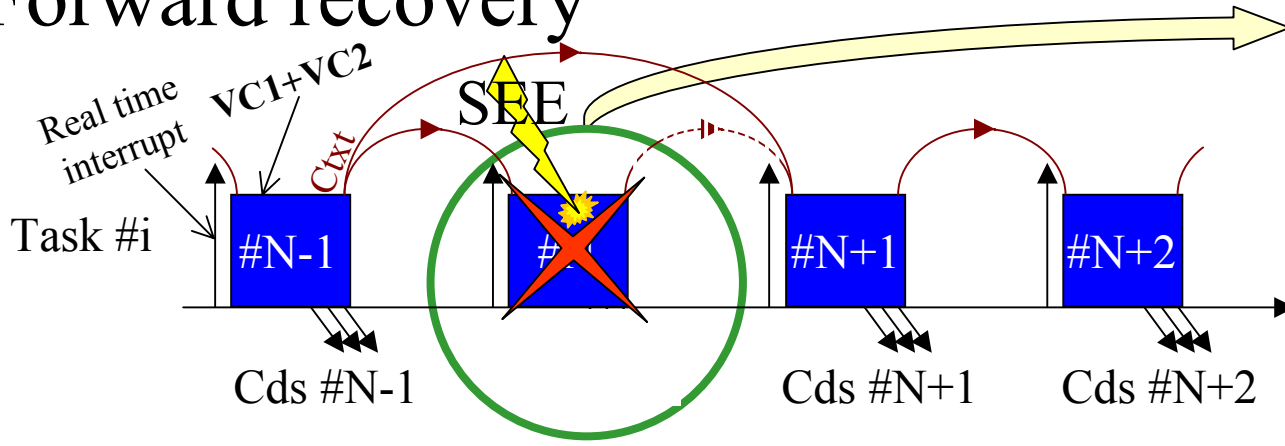 Forward recovery
Real time
interrupt
VC1+VC2
SEE
Ctxt
Task #i
#N-1
#N+1
#N+2
Cds #N-1
Cds #N+1
Cds #N+2